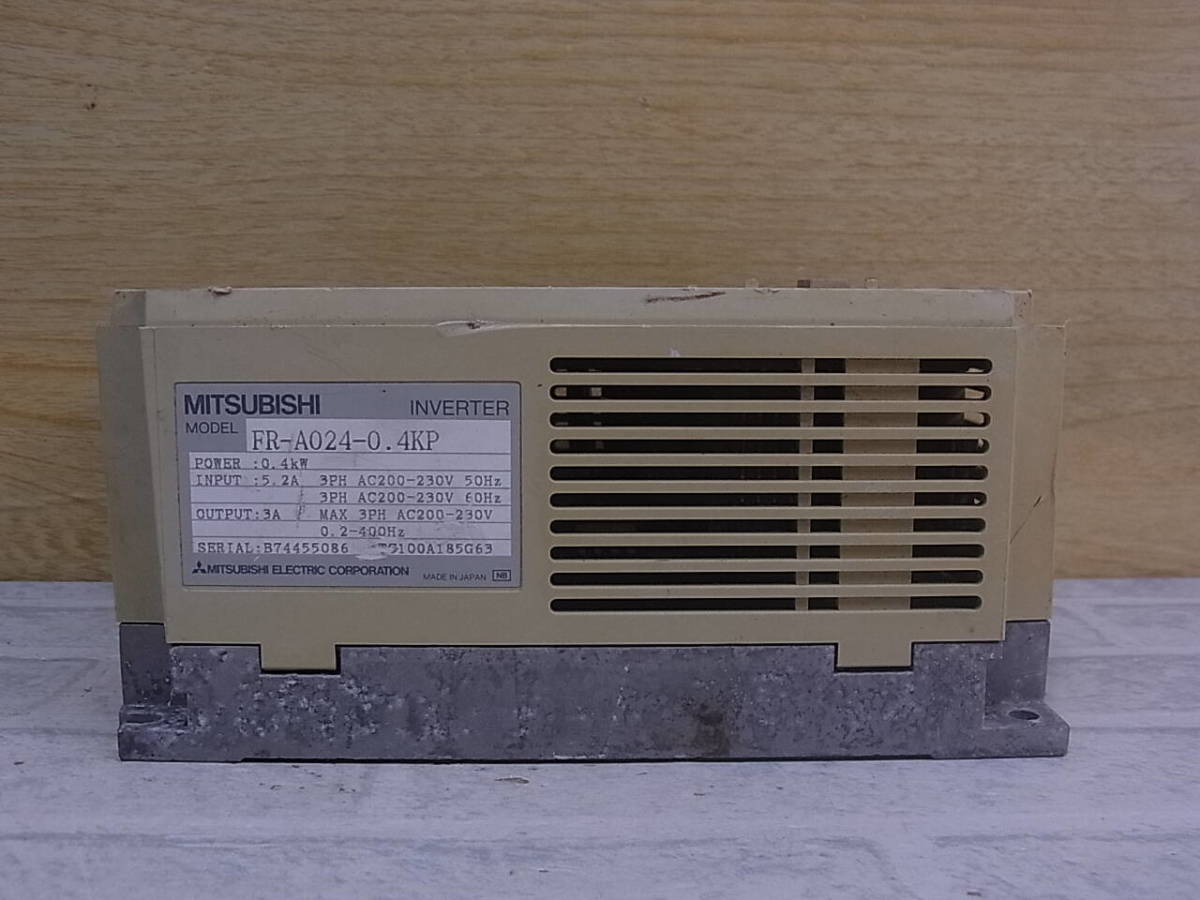 MITSUBISHI INVERTER
MODEL FR-A024-0.4KP
POWER :0.4kW
INPUT :5.2A 3PH AC200-230V 50Hz
3PH AC200-230V 60Hz
OUTPUT:3A MAX 3PH AC200-230V
0.2-400Hz
SERIAL:B74455086
MITSUBISHI ELECTRIC CORPORATION MADE IN JAPAN NB